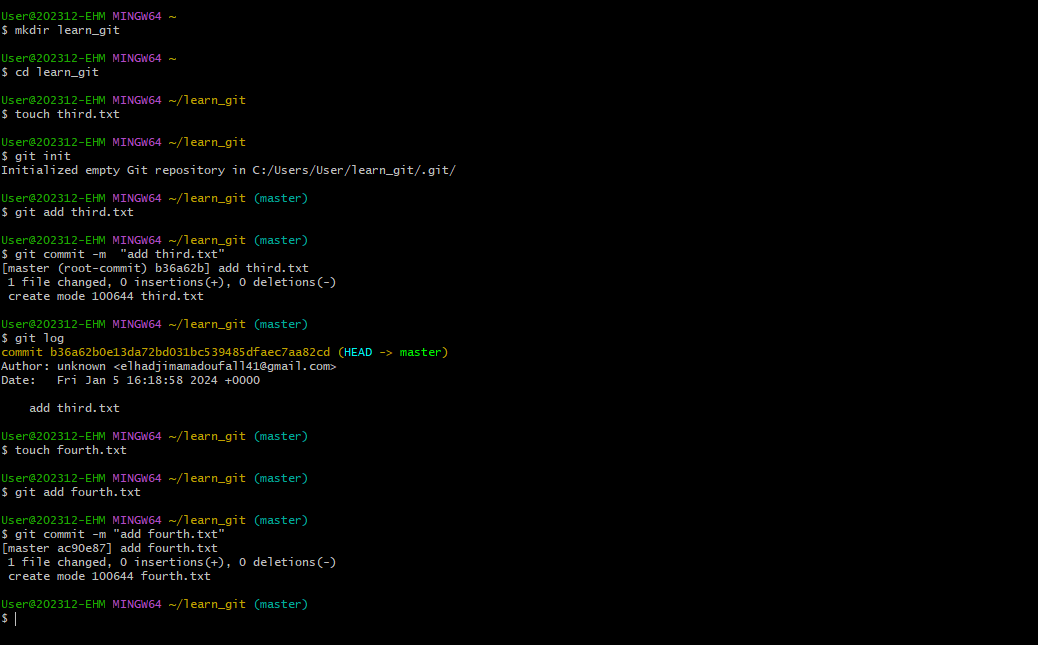 User@202312-EHM MINGW64 ~
$ mkdir learn_git
User@202312-EHM MINGW64 ~
$ cd learn_git
User@202312-EHM MINGW64 ~/learn_git
$ touch third.txt
User@202312-EHM MINGW64 ~/learn_git
$ git init
Initialized empty Git repository in C:/Users/User/learn_git/.git/
User@202312-EHM MINGW64 ~/learn_git (master)
$ git add third.txt
User@202312-EHM MINGW64 ~/learn_git (master)
$ git commit -m  "add third.txt"
[master (root-commit) b36a62b] add third.txt
 1 file changed, 0 insertions(+), 0 deletions(-)
 create mode 100644 third.txt
User@202312-EHM MINGW64 ~/learn_git (master)
$ git log
commit b36a62b0e13da72bd031bc539485dfaec7aa82cd (HEAD -> master)
Author: unknown <elhadjimamadoufall41@gmail.com>
Date:   Fri Jan 5 16:18:58 2024 +0000
    add third.txt
User@202312-EHM MINGW64 ~/learn_git (master)
$ touch fourth.txt
User@202312-EHM MINGW64 ~/learn_git (master)
$ git add fourth.txt
User@202312-EHM MINGW64 ~/learn_git (master)
$ git commit -m "add fourth.txt"
[master ac90e87] add fourth.txt
 1 file changed, 0 insertions(+), 0 deletions(-)
 create mode 100644 fourth.txt
User@202312-EHM MINGW64 ~/learn_git (master)
$